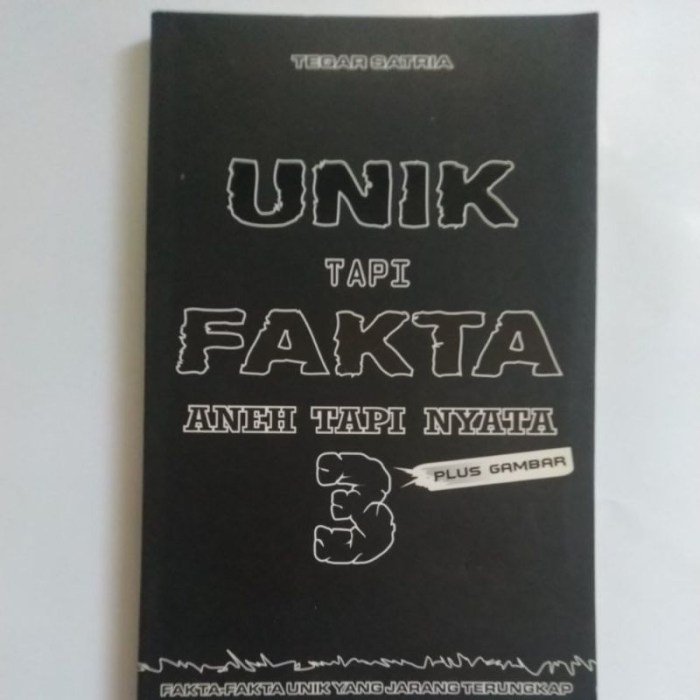 TEGAR SATRIA
UNIK
TAPI
FAKTA
ANEH TAPI NYATA
3
PLUS GAMBAR
FAKTA-FAKTA UNIK YANG JARANG TERUNGKAP